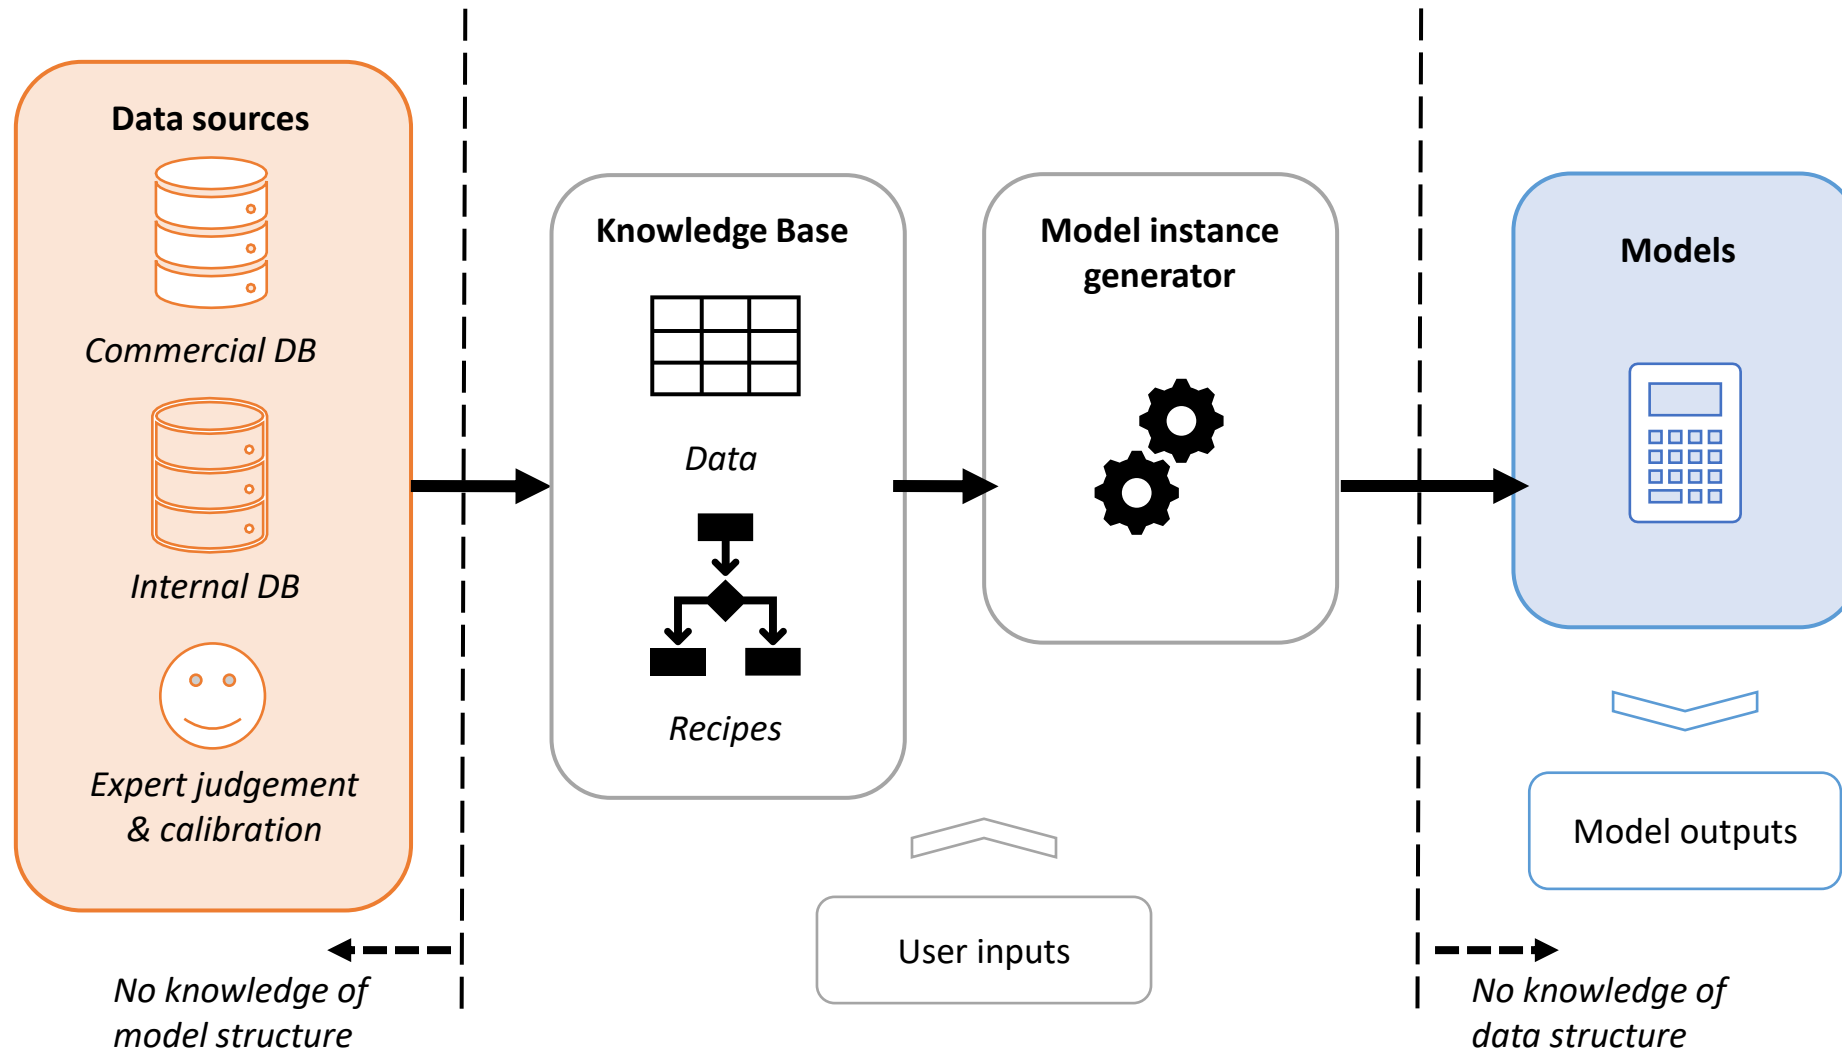 Data sources
Commercial DB
Internal DB
Expert judgement
& calibration
No knowledge of
model structure
Knowledge Base
Data
Recipes
Model instance
generator
User inputs
Models
Model outputs
No knowledge of
data structure